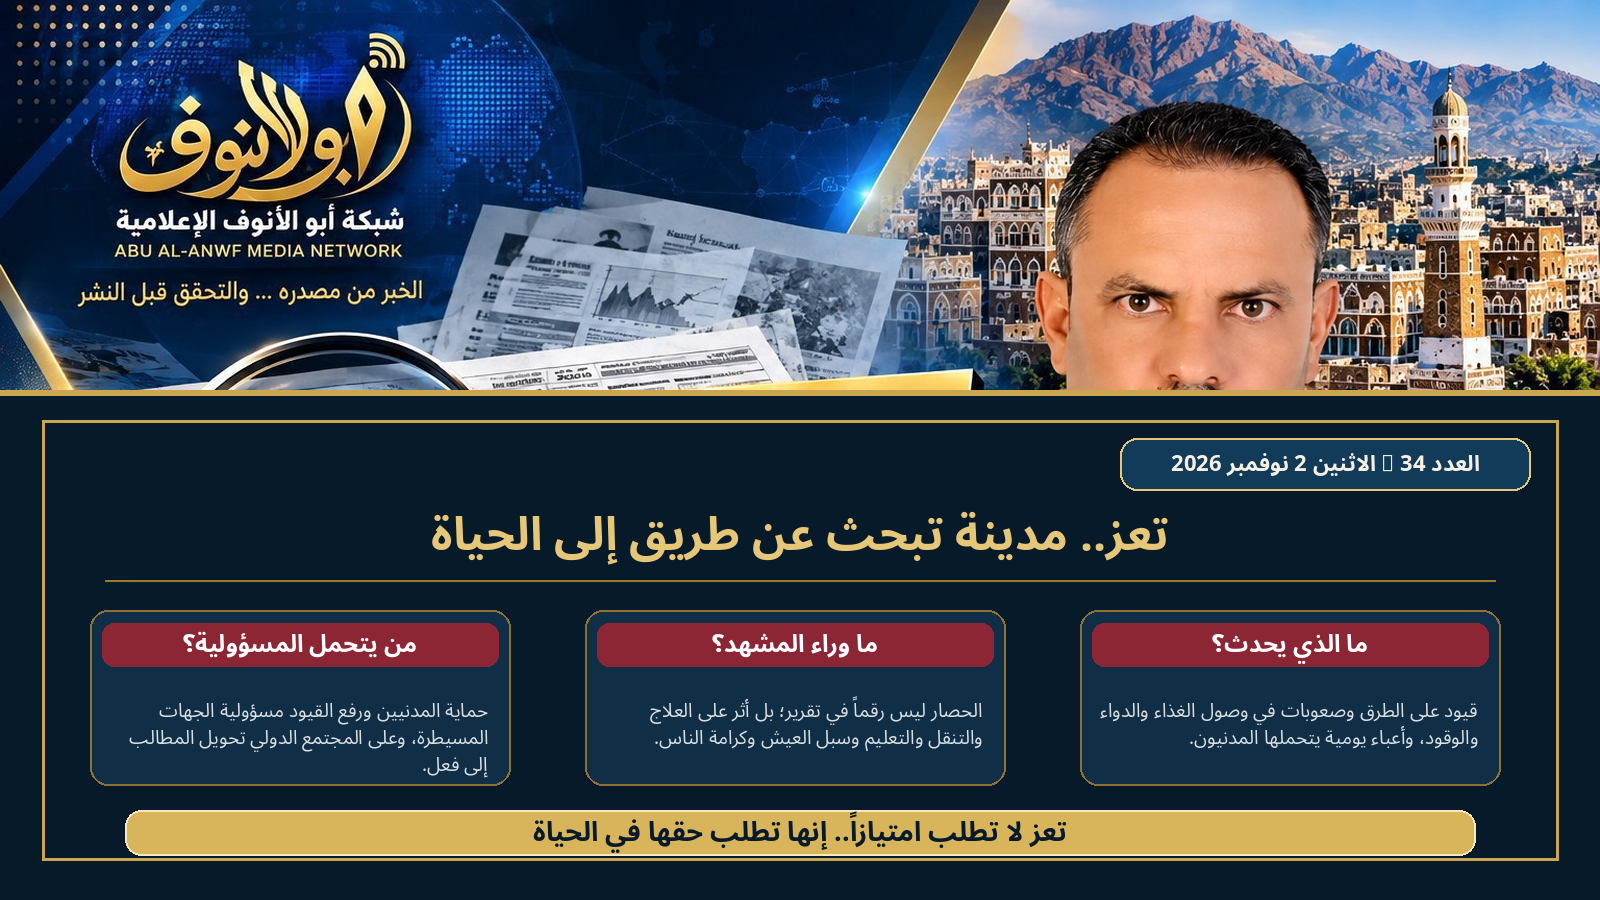 أبو الأنوف
شبكة أبو الأنوف الإعلامية
ABU AL-ANWF MEDIA NETWORK
الخبر من مصدره ... والتحقق قبل النشر
العدد 34 ▯ الاثنين 2 نوفمبر 2026
تعز.. مدينة تبحث عن طريق إلى الحياة
ما الذي يحدث؟
قيود على الطرق وصعوبات في وصول الغذاء والدواء
والوقود، وأعباء يومية يتحملها المدنيون.
ما وراء المشهد؟
الحصار ليس رقماً في تقرير؛ بل أثر على العلاج
والتنقل والتعليم وسبل العيش وكرامة الناس.
من يتحمل المسؤولية؟
حماية المدنيين ورفع القيود مسؤولية الجهات
المسيطرة، وعلى المجتمع الدولي تحويل المطالب
إلى فعل.
تعز لا تطلب امتيازاً.. إنها تطلب حقها في الحياة